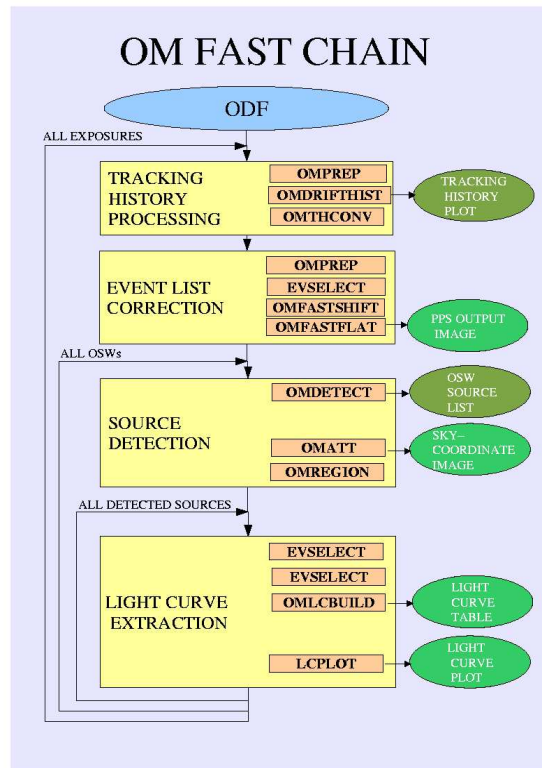 OM FAST CHAIN
ODF
ALL EXPOSURES
TRACKING
HISTORY
PROCESSING
OMPREP
OMDRIFTHIST
OMTHCONV
TRACKING
HISTORY
PLOT
EVENT LIST
CORRECTION
OMPREP
EVSELECT
OMFASTSHIFT
OMFASTFLAT
PPS OUTPUT
IMAGE
ALL OSWs
SOURCE
DETECTION
OMDETECT
OMATT
OMREGION
OSW
SOURCE
LIST
SKY-
COORDINATE
IMAGE
ALL DETECTED SOURCES
LIGHT CURVE
EXTRACTION
EVSELECT
EVSELECT
OMLCBUILD
LCPLOT
LIGHT
CURVE
TABLE
LIGHT
CURVE
PLOT